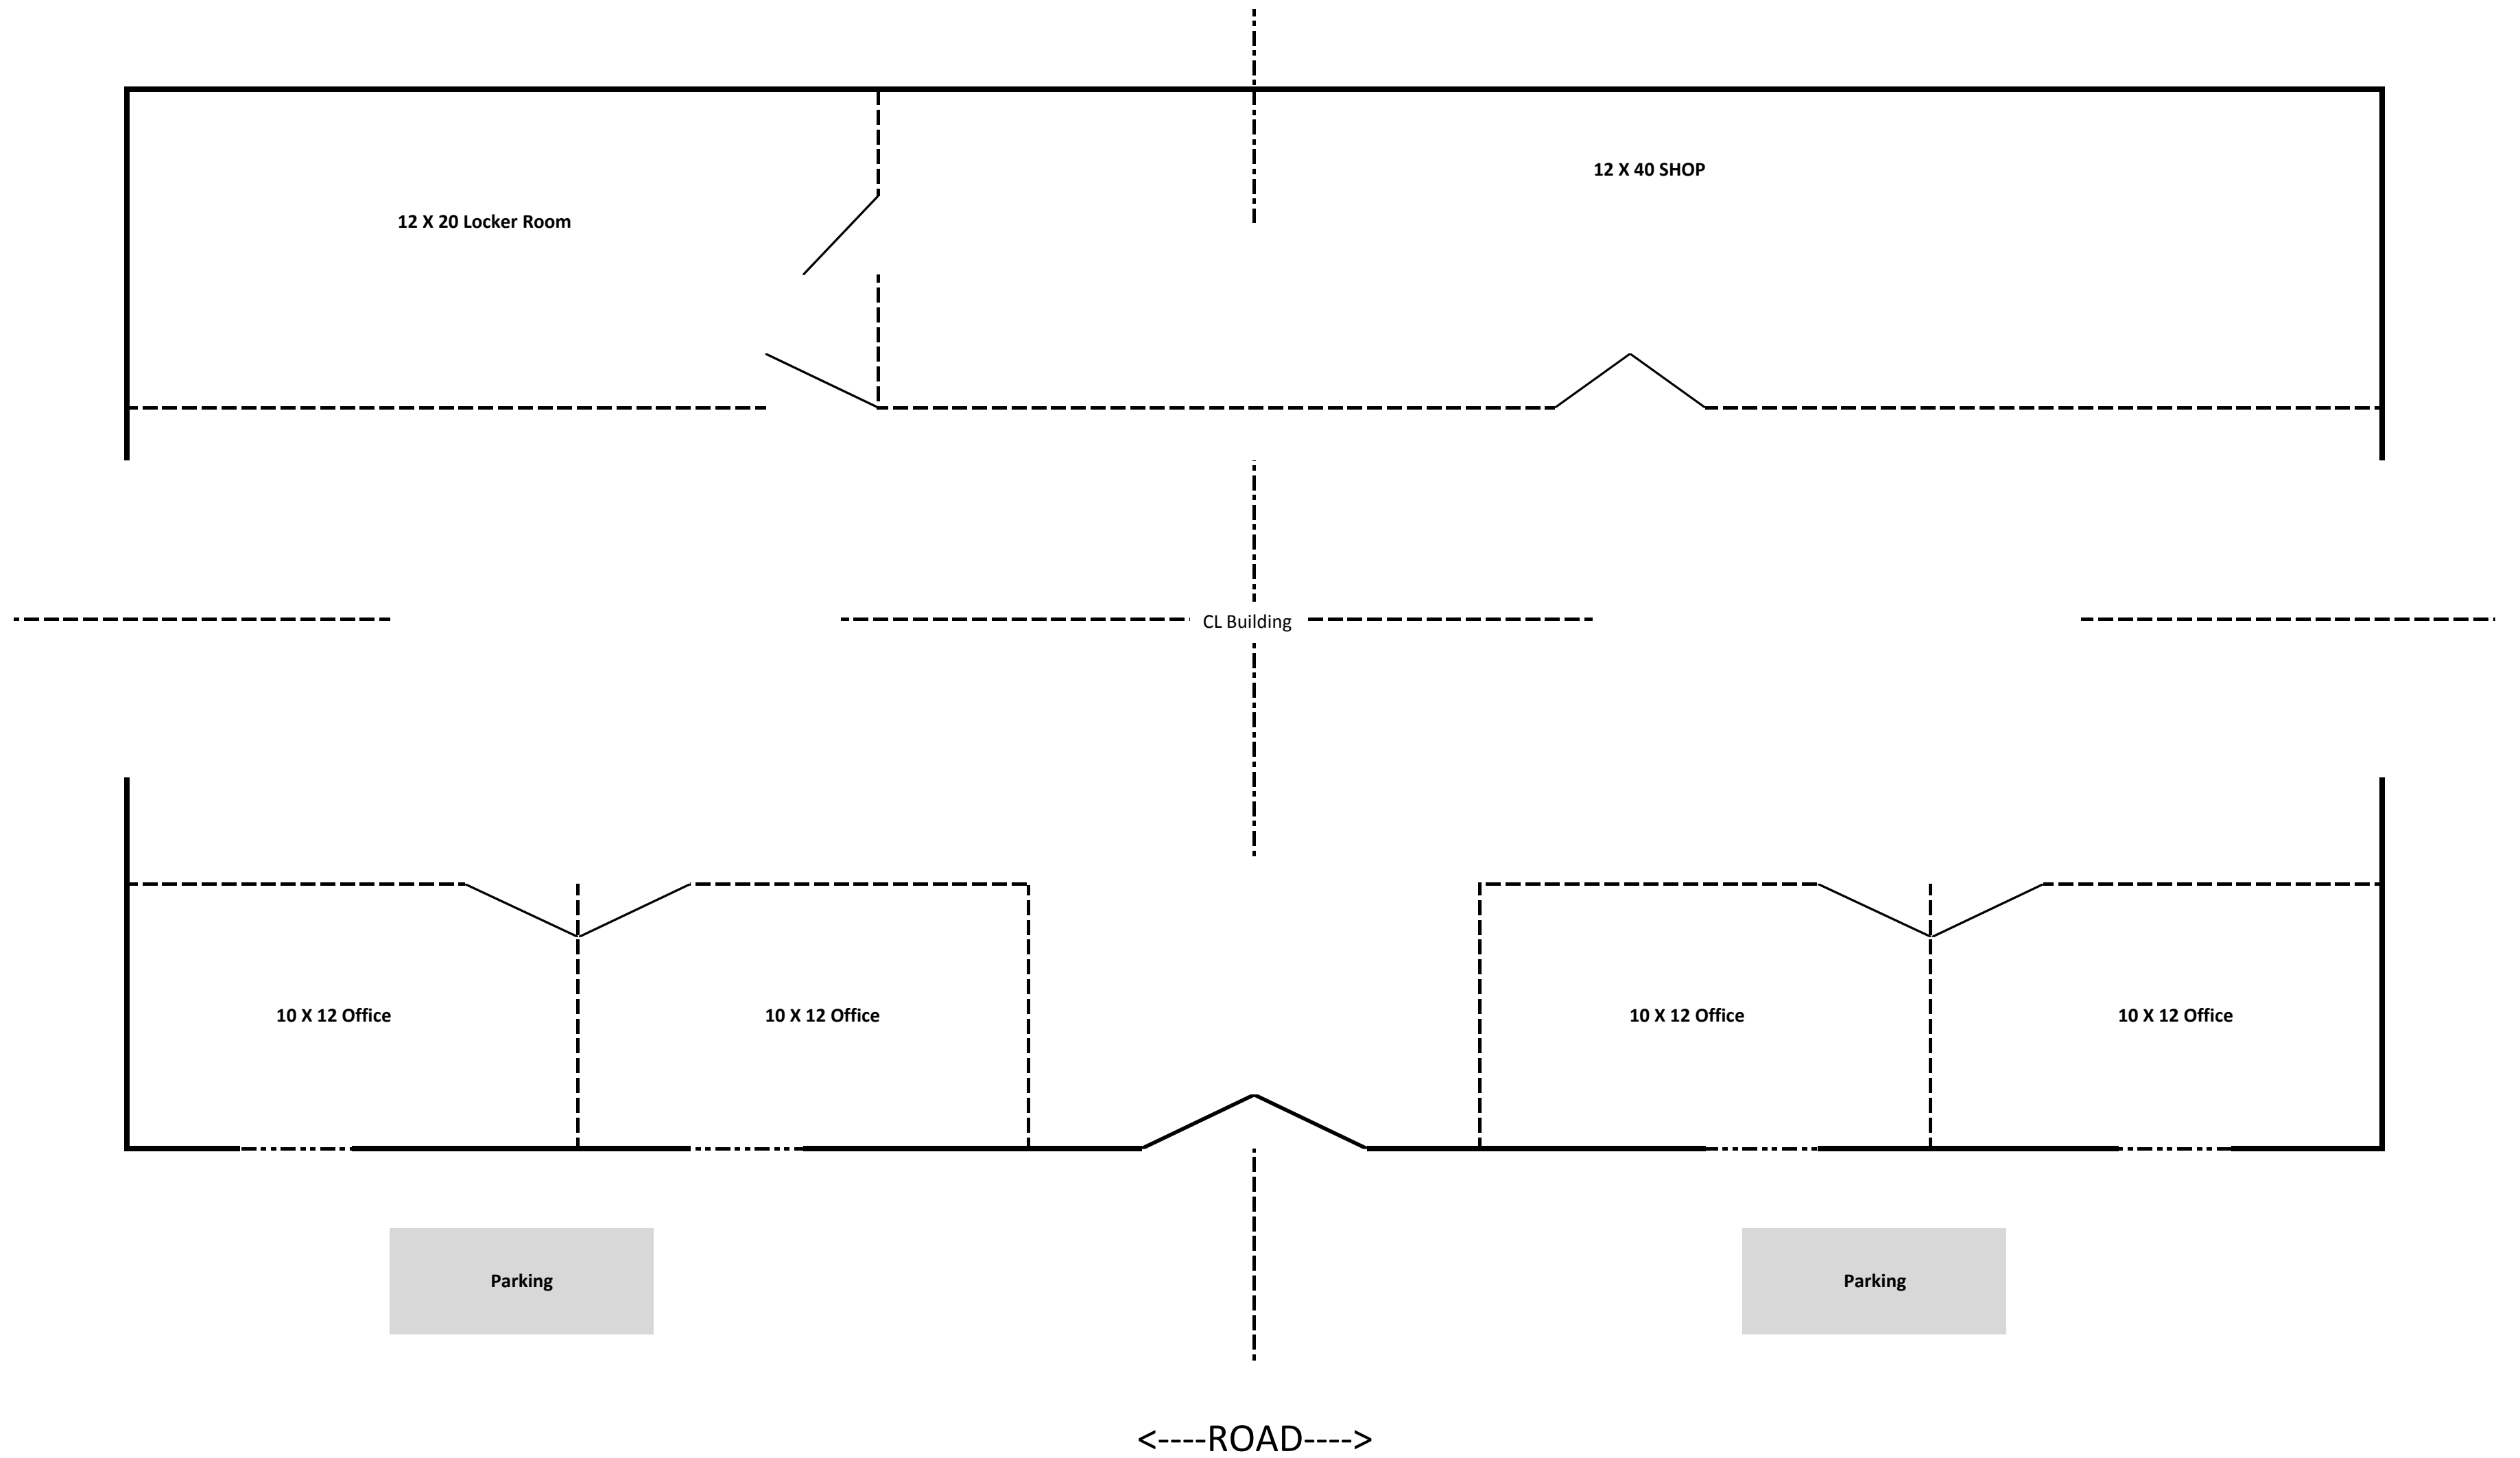 12 X 40 SHOP
12 X 20 Locker Room
CL Building
10 X 12 Office
10 X 12 Office
10 X 12 Office
10 X 12 Office
Parking
Parking
<----ROAD---->